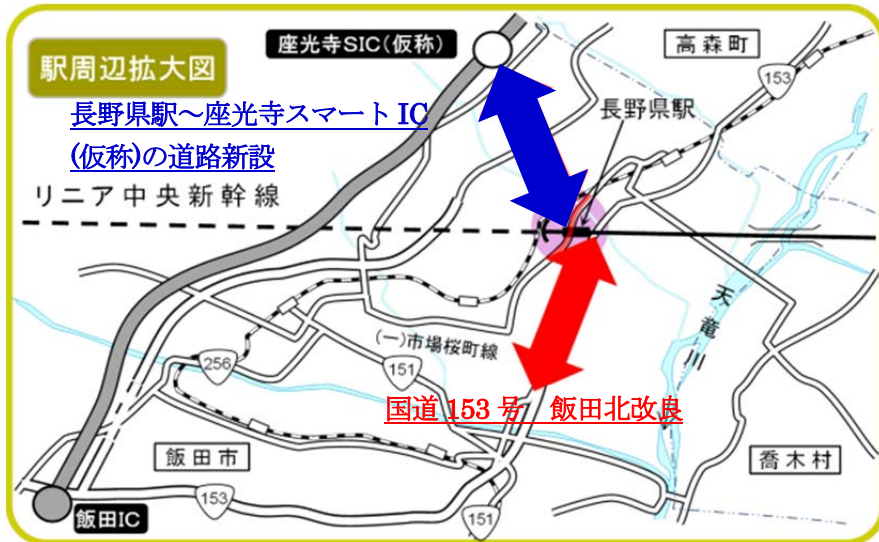 座光寺SIC(仮称)
高森町
駅周辺拡大図
153
長野県駅～座光寺スマートIC
(仮称)の道路新設
長野県駅
リニア中央新幹線
天竜川
(一)市場桜町線
256
151
国道153号　飯田北改良
飯田市
喬木村
153
飯田IC
151